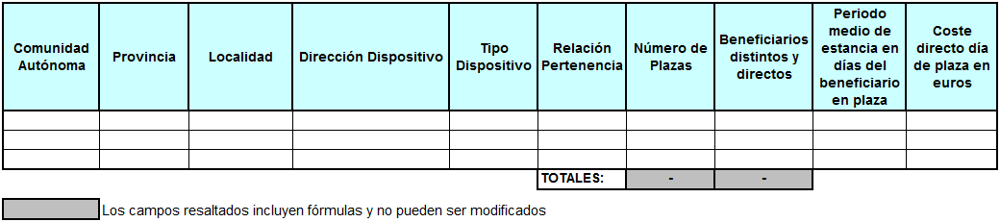 Comunidad Autónoma
Provincia
Localidad
Dirección Dispositivo
Tipo Dispositivo
Relación Pertenencia
Número de Plazas
Beneficiarios distintos y directos
Periodo medio de estancia en días del beneficiario en plaza
Coste directo día de plaza en euros
TOTALES: - -
Los campos resaltados incluyen fórmulas y no pueden ser modificados